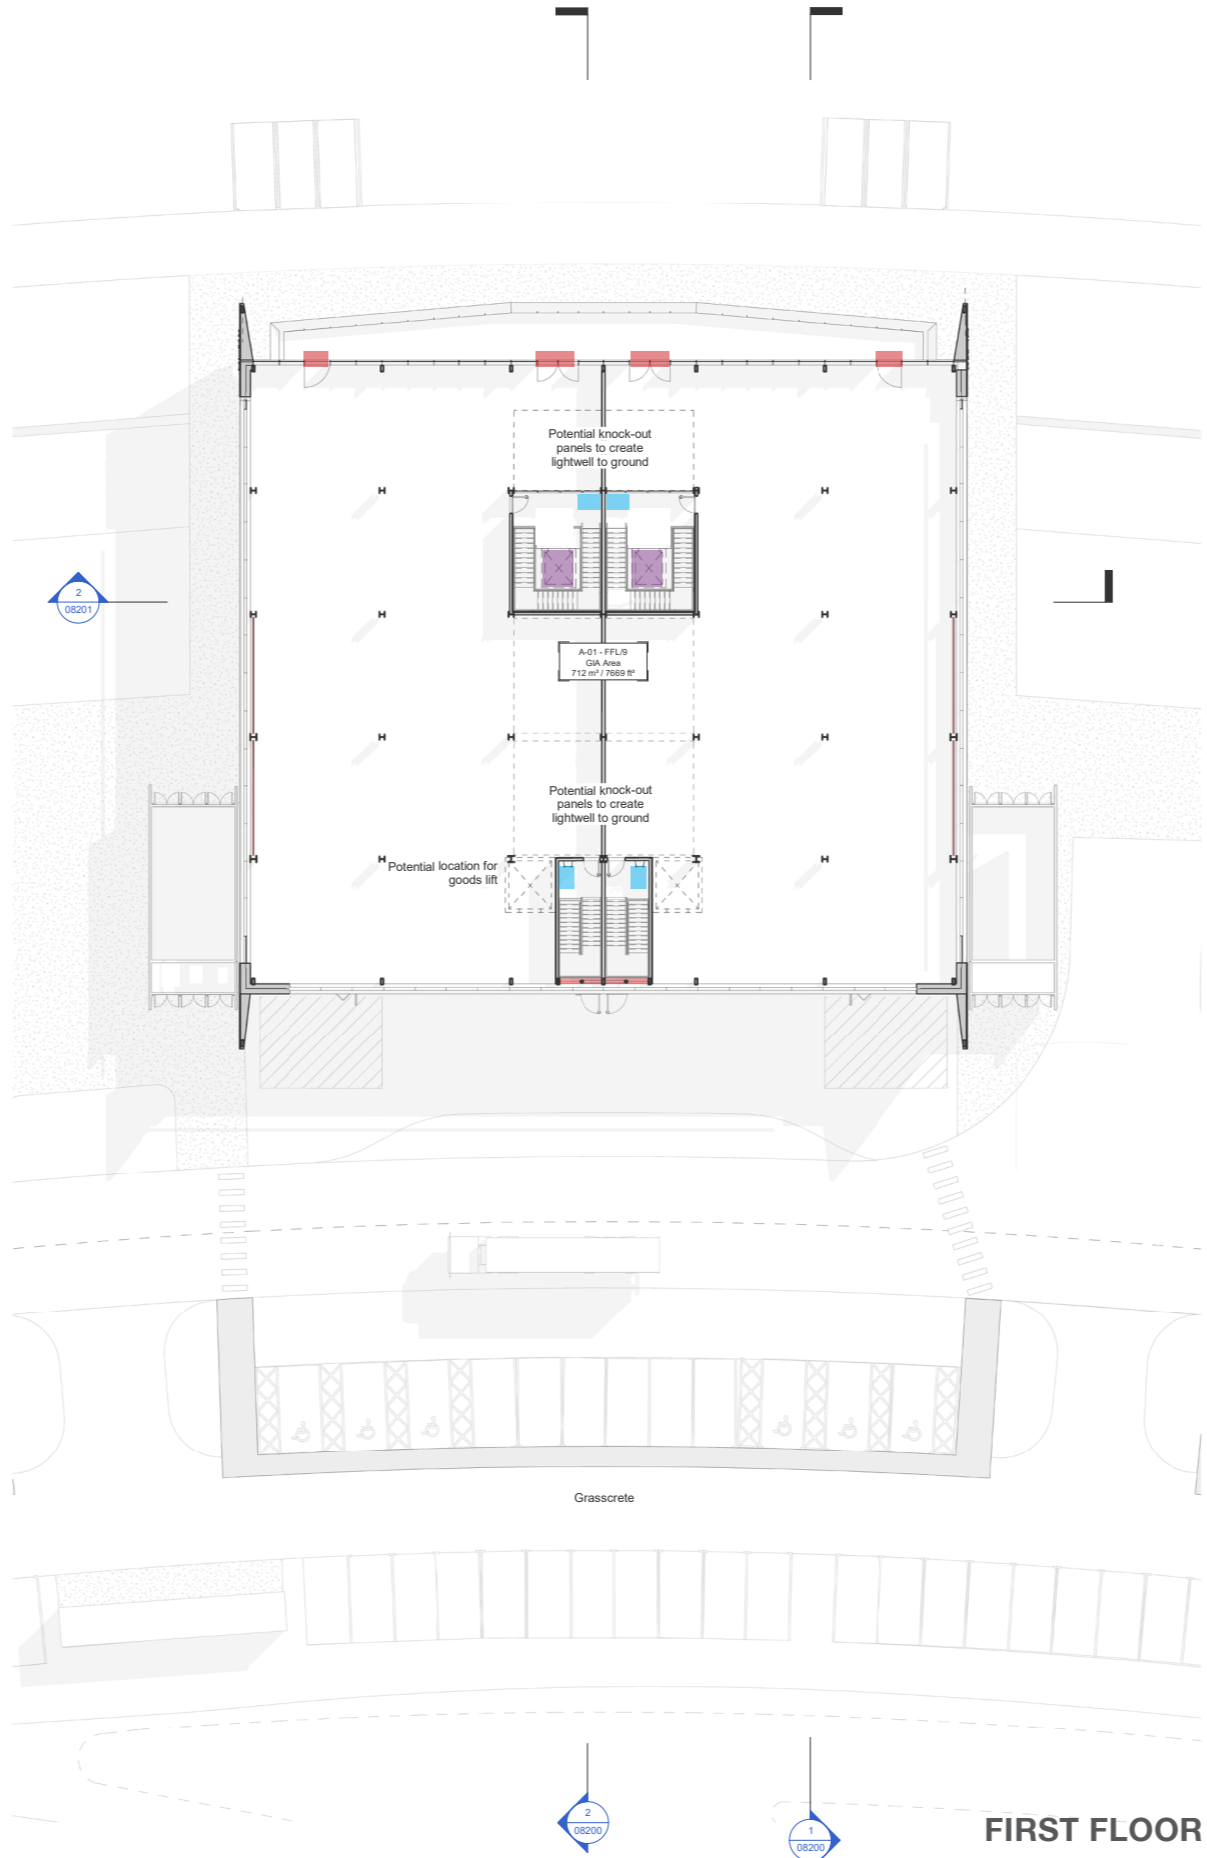 Potential knock-out
panels to create
lightwell to ground
2
08201
A-01 - FFL/9
GIA Area
712 m² / 7669 ft²
Potential knock-out
panels to create
lightwell to ground
Potential location for
goods lift
Grasscrete
2
08200
1
08200
FIRST FLOOR